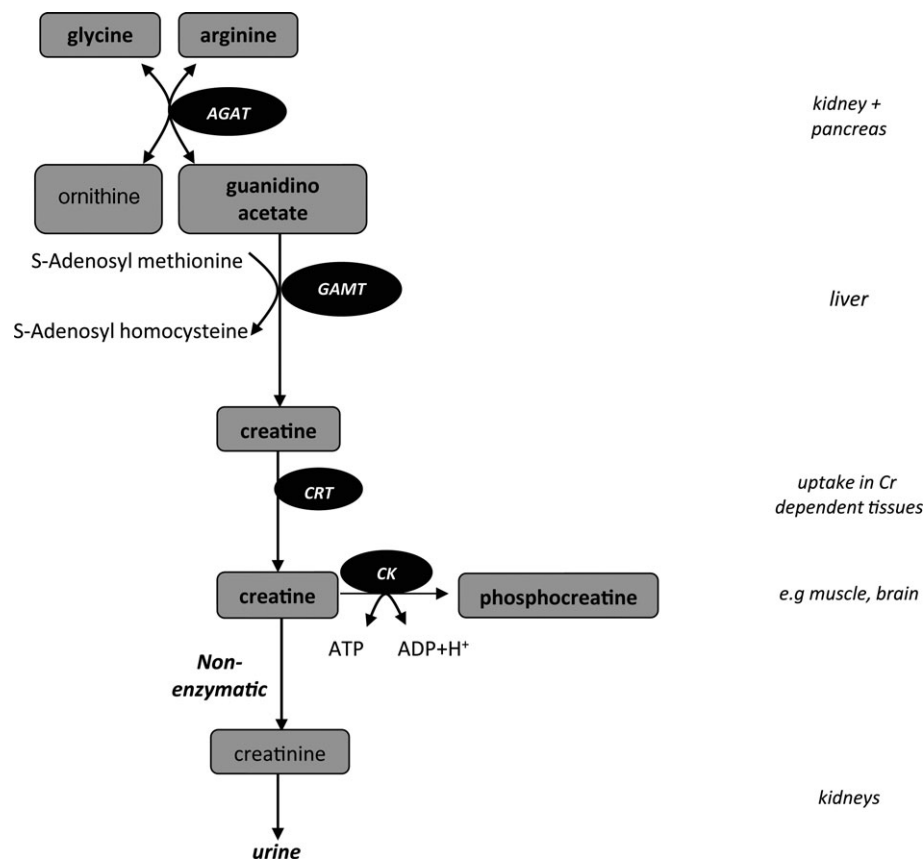 glycine
arginine
AGAT
kidney +
pancreas
ornithine
guanidino
acetate
S-Adenosyl methionine
GAMT
liver
S-Adenosyl homocysteine
creatine
CRT
uptake in Cr
dependent tissues
creatine
CK
phosphocreatine
e.g muscle, brain
ATP
ADP+H⁺
Non-
enzymatic
creatinine
kidneys
urine